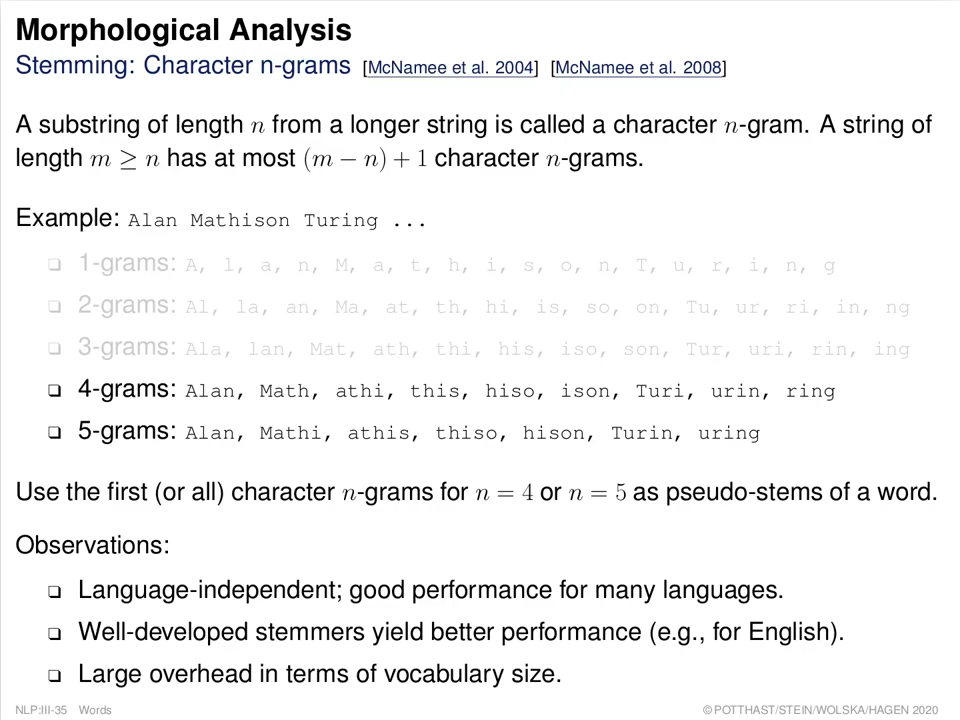 Morphological Analysis
Stemming: Character n-grams [McNamee et al. 2004] [McNamee et al. 2008]
A substring of length n from a longer string is called a character n-gram. A string of
length m ≥ n has at most (m − n) + 1 character n-grams.
Example: Alan Mathison Turing ...
❑ 1-grams: A, l, a, n, M, a, t, h, i, s, o, n, T, u, r, i, n, g
❑ 2-grams: Al, la, an, Ma, at, th, hi, is, so, on, Tu, ur, ri, in, ng
❑ 3-grams: Ala, lan, Mat, ath, thi, his, iso, son, Tur, uri, rin, ing
❑ 4-grams: Alan, Math, athi, this, hiso, ison, Turi, urin, ring
❑ 5-grams: Alan, Mathi, athis, thiso, hison, Turin, uring
Use the first (or all) character n-grams for n = 4 or n = 5 as pseudo-stems of a word.
Observations:
❑ Language-independent; good performance for many languages.
❑ Well-developed stemmers yield better performance (e.g., for English).
❑ Large overhead in terms of vocabulary size.
NLP:III-35 Words ©POTTHAST/STEIN/WOLSKA/HAGEN 2020